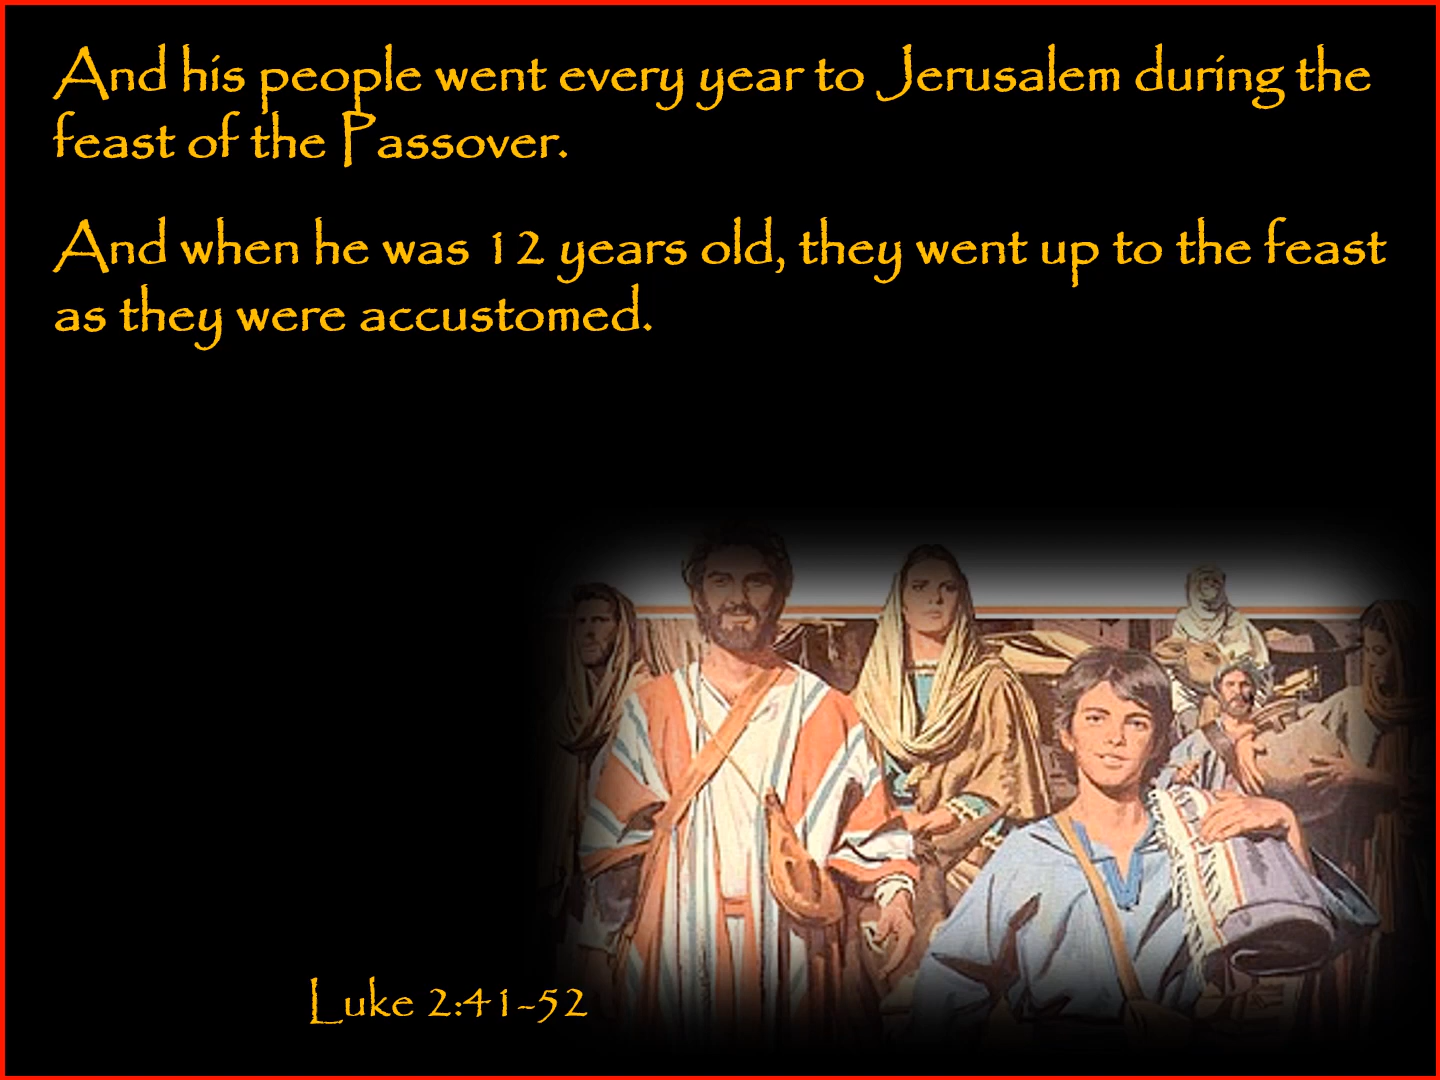 And his people went every year to Jerusalem during the
feast of the Passover.
And when he was 12 years old, they went up to the feast
as they were accustomed.
Luke 2:41-52